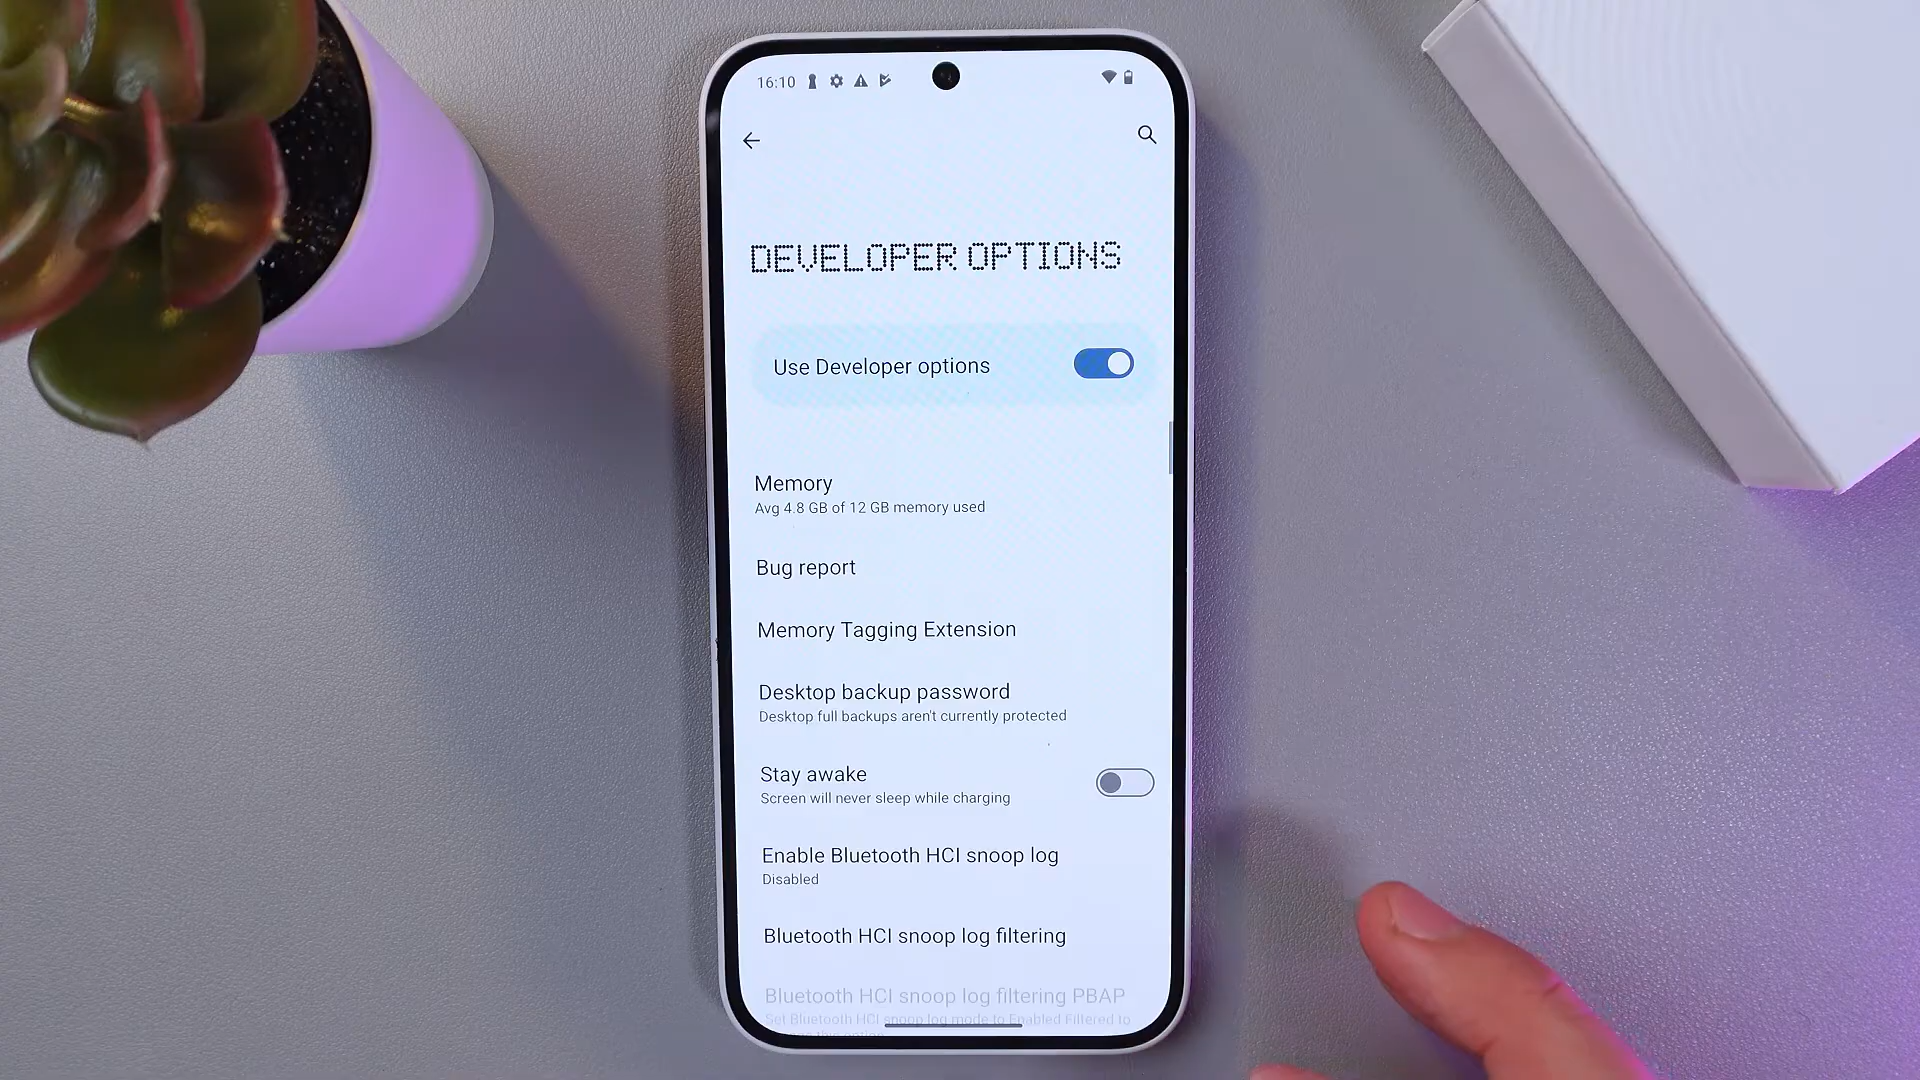 16:10
DEVELOPER OPTIONS
Use Developer options
Memory
Avg 4.8 GB of 12 GB memory used
Bug report
Memory Tagging Extension
Desktop backup password
Desktop full backups aren't currently protected
Stay awake
Screen will never sleep while charging
Enable Bluetooth HCI snoop log
Disabled
Bluetooth HCI snoop log filtering
Bluetooth HCI snoop log filtering PBAP
Set Bluetooth HCI snoop log mode to Enabled Filtered to